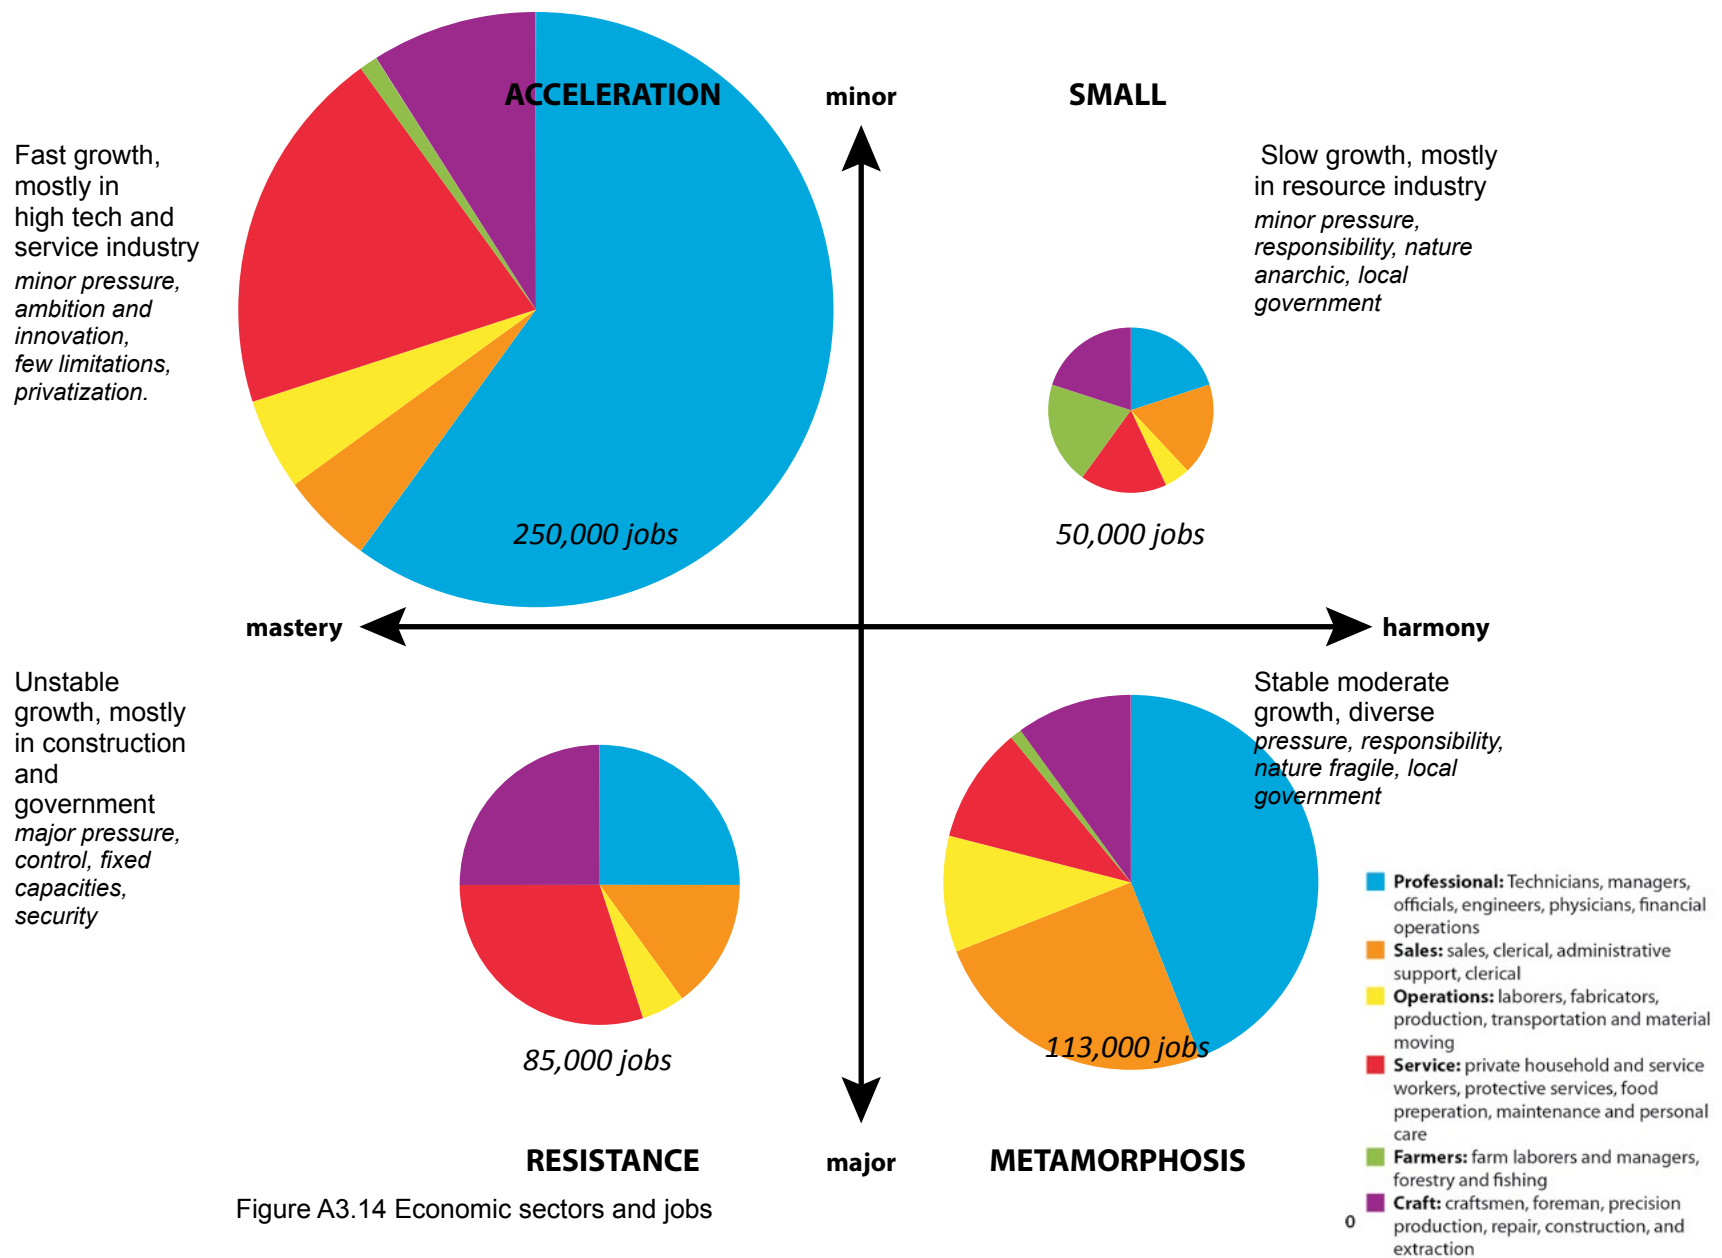 ACCELERATION
minor
SMALL
Fast growth,
mostly in
high tech and
service industry
minor pressure,
ambition and
innovation,
few limitations,
privatization.
Slow growth, mostly
in resource industry
minor pressure,
responsibility, nature
anarchic, local
government
250,000 jobs
50,000 jobs
mastery
harmony
Unstable
growth, mostly
in construction
and
government
major pressure,
control, fixed
capacities,
security
Stable moderate
growth, diverse
pressure, responsibility,
nature fragile, local
government
85,000 jobs
113,000 jobs
Professional: Technicians, managers,
officials, engineers, physicians, financial
operations
Sales: sales, clerical, administrative
support, clerical
Operations: laborers, fabricators,
production, transportation and material
moving
Service: private household and service
workers, protective services, food
preperation, maintenance and personal
care
Farmers: farm laborers and managers,
forestry and fishing
Craft: craftsmen, foreman, precision
production, repair, construction, and
extraction
0
RESISTANCE
major
METAMORPHOSIS
Figure A3.14 Economic sectors and jobs